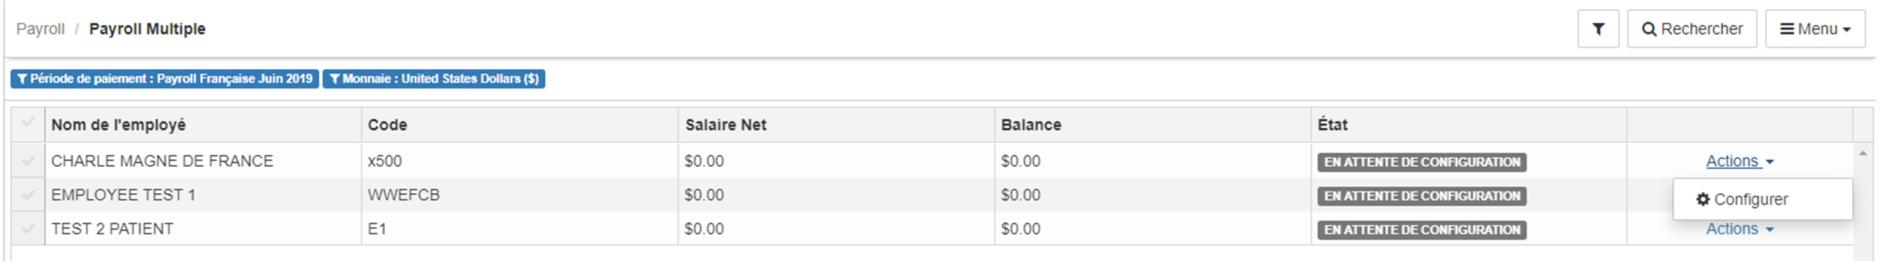 Payroll / Payroll Multiple Rechercher Menu
Période de paiement : Payroll Française Juin 2019 Monnaie : United States Dollars ($)
Nom de l'employé Code Salaire Net Balance État
CHARLE MAGNE DE FRANCE x500 $0.00 $0.00 EN ATTENTE DE CONFIGURATION Actions
EMPLOYEE TEST 1 WWEFCB $0.00 $0.00 EN ATTENTE DE CONFIGURATION Configurer
TEST 2 PATIENT E1 $0.00 $0.00 EN ATTENTE DE CONFIGURATION Actions